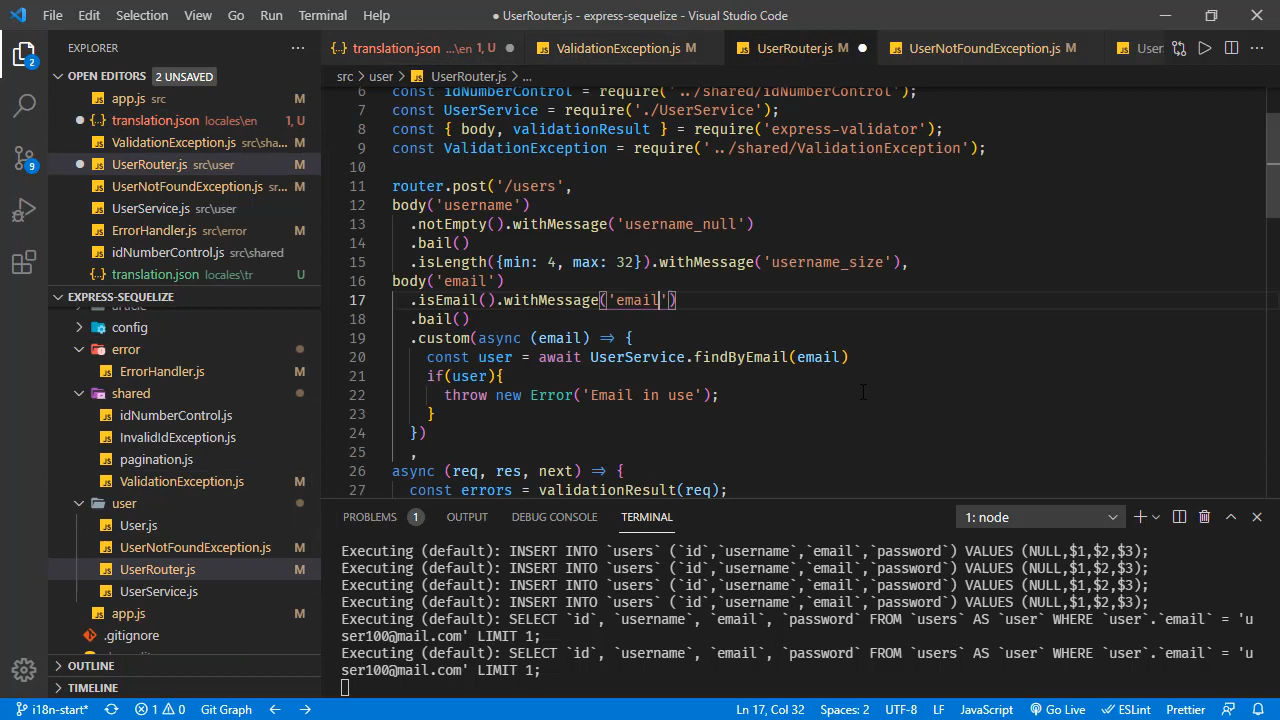 File Edit Selection View Go Run Terminal Help
● UserRouter.js - express-sequelize - Visual Studio Code
EXPLORER ···
OPEN EDITORS 2 UNSAVED
app.js src M
translation.json locales\en 1, U
ValidationException.js src\sha... M
UserRouter.js src\user M
UserNotFoundException.js sr... M
UserService.js src\user
ErrorHandler.js src\error M
idNumberControl.js src\shared
translation.json locales\tr U
EXPRESS-SEQUELIZE
config
error
ErrorHandler.js M
shared
idNumberControl.js
InvalidIdException.js
pagination.js
ValidationException.js M
user
User.js
UserNotFoundException.js M
UserRouter.js M
UserService.js
app.js M
.gitignore
OUTLINE
TIMELINE
2
9
translation.json ...\en 1, U
ValidationException.js M
UserRouter.js M
UserNotFoundException.js M
User
src > user > UserRouter.js > ...
6 const idNumberControl = require('../shared/idNumberControl');
7 const UserService = require('./UserService');
8 const { body, validationResult } = require('express-validator');
9 const ValidationException = require('../shared/ValidationException');
10
11 router.post('/users',
12 body('username')
13 .notEmpty().withMessage('username_null')
14 .bail()
15 .isLength({min: 4, max: 32}).withMessage('username_size'),
16 body('email')
17 .isEmail().withMessage('email')
18 .bail()
19 .custom(async (email) => {
20 const user = await UserService.findByEmail(email)
21 if(user){
22 throw new Error('Email in use');
23 }
24 })
25 ,
26 async (req, res, next) => {
27 const errors = validationResult(req);
PROBLEMS 1 OUTPUT DEBUG CONSOLE TERMINAL 1: node
Executing (default): INSERT INTO `users` (`id`,`username`,`email`,`password`) VALUES (NULL,$1,$2,$3);
Executing (default): INSERT INTO `users` (`id`,`username`,`email`,`password`) VALUES (NULL,$1,$2,$3);
Executing (default): INSERT INTO `users` (`id`,`username`,`email`,`password`) VALUES (NULL,$1,$2,$3);
Executing (default): INSERT INTO `users` (`id`,`username`,`email`,`password`) VALUES (NULL,$1,$2,$3);
Executing (default): SELECT `id`, `username`, `email`, `password` FROM `users` AS `user` WHERE `user`.`email` = 'u
ser100@mail.com' LIMIT 1;
Executing (default): SELECT `id`, `username`, `email`, `password` FROM `users` AS `user` WHERE `user`.`email` = 'u
ser100@mail.com' LIMIT 1;
i18n-start* 1 0 Git Graph Ln 17, Col 32 Spaces: 2 UTF-8 LF JavaScript Go Live ESLint Prettier